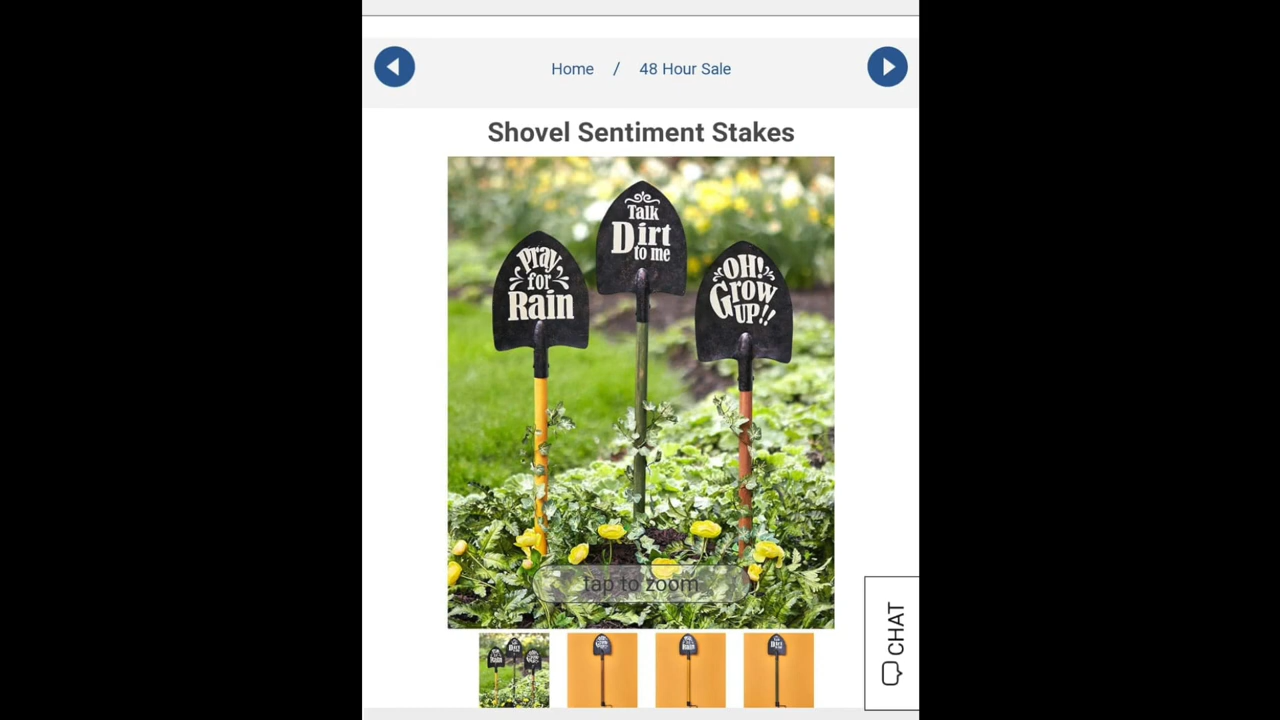 Home / 48 Hour Sale
Shovel Sentiment Stakes
Talk
Dirt
to me
Pray
for
Rain
OH!
Grow
UP!!
tap to zoom
CHAT